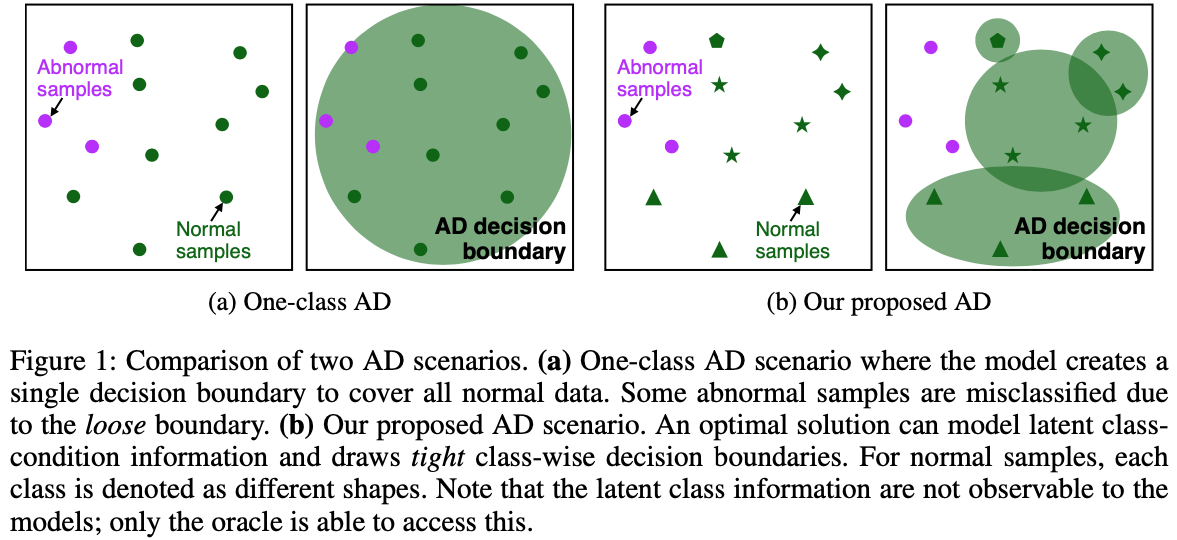 Abnormal
samples
Normal
samples
AD decision
boundary
Abnormal
samples
Normal
samples
AD decision
boundary
(a) One-class AD
(b) Our proposed AD
Figure 1: Comparison of two AD scenarios. (a) One-class AD scenario where the model creates a
single decision boundary to cover all normal data. Some abnormal samples are misclassified due
to the loose boundary. (b) Our proposed AD scenario. An optimal solution can model latent class-
condition information and draws tight class-wise decision boundaries. For normal samples, each
class is denoted as different shapes. Note that the latent class information are not observable to the
models; only the oracle is able to access this.